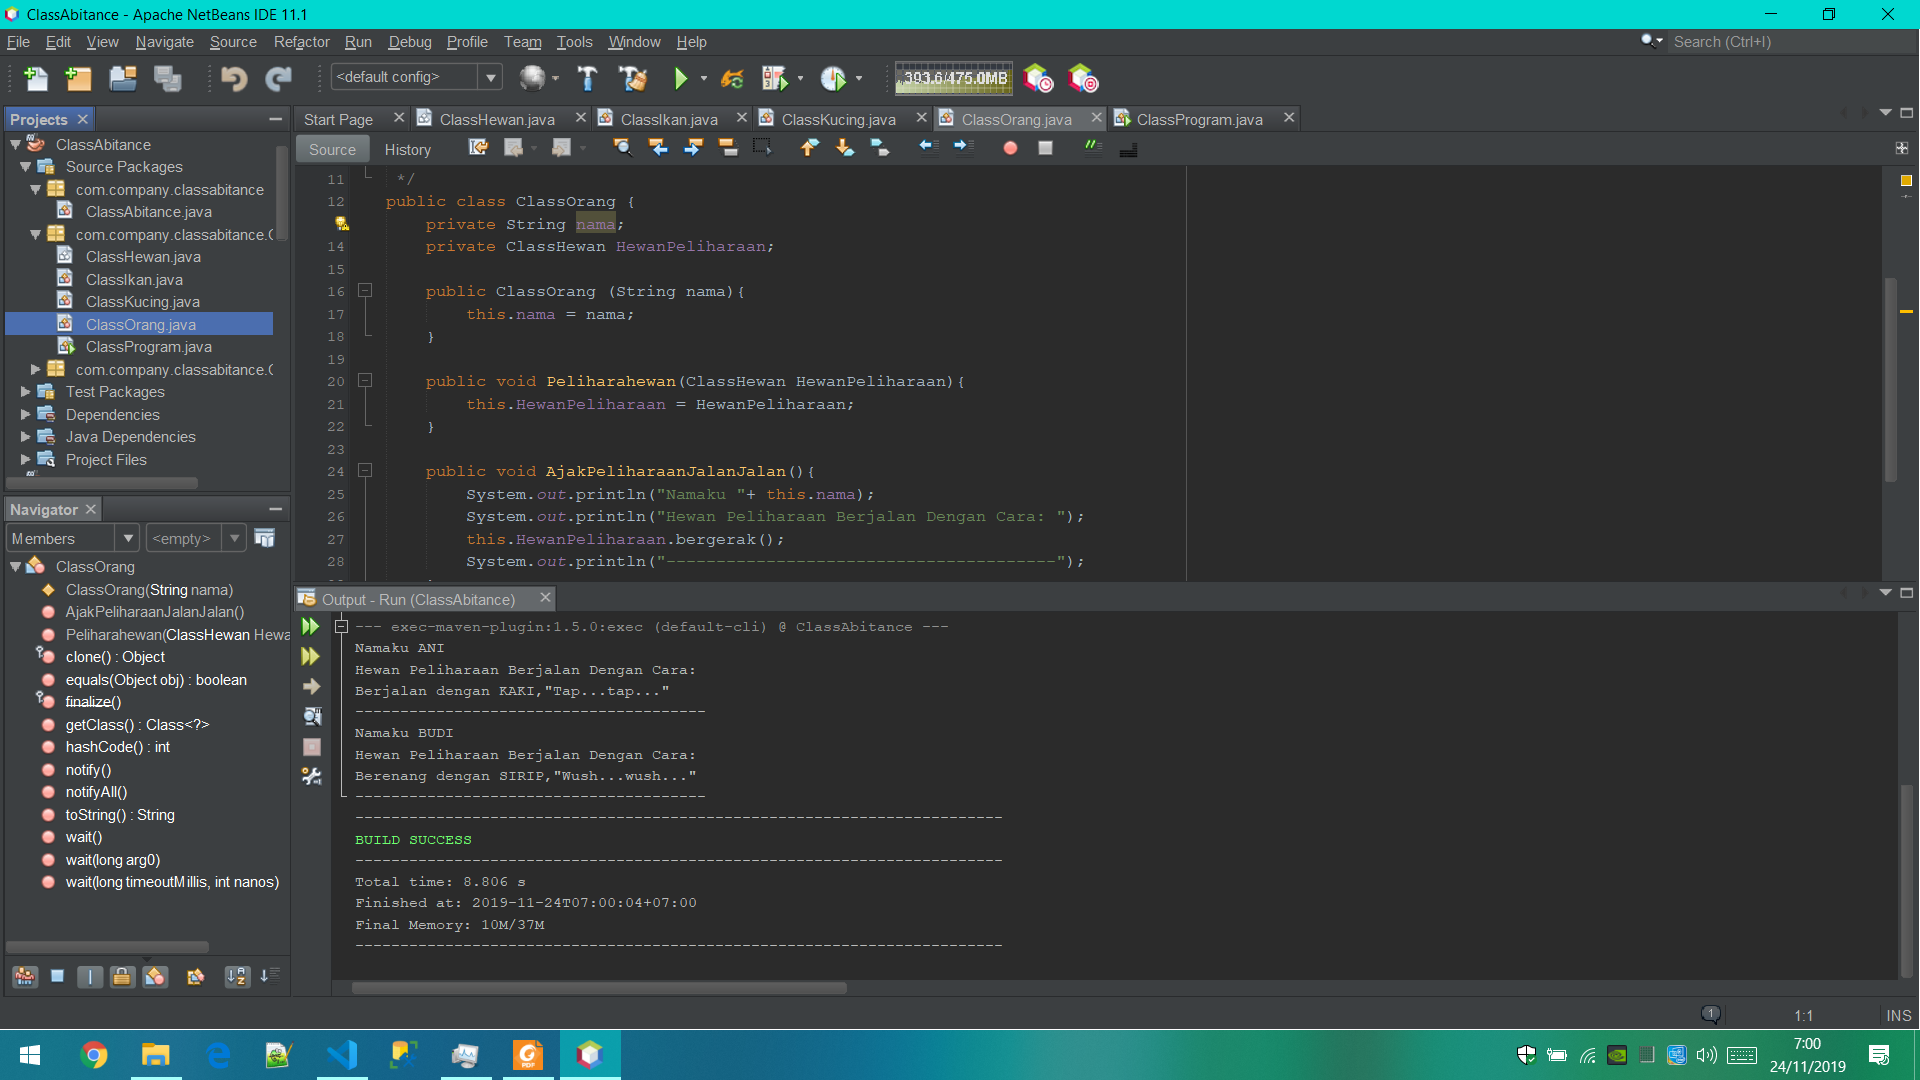 ClassAbitance - Apache NetBeans IDE 11.1
File Edit View Navigate Source Refactor Run Debug Profile Team Tools Window Help
Search (Ctrl+I)
<default config>
393.6/475.0MB
Projects
ClassAbitance
Source Packages
com.company.classabitance
ClassAbitance.java
com.company.classabitance.
ClassHewan.java
ClassIkan.java
ClassKucing.java
ClassOrang.java
ClassProgram.java
com.company.classabitance.
Test Packages
Dependencies
Java Dependencies
Project Files
Navigator
Members
<empty>
ClassOrang
ClassOrang(String nama)
AjakPeliharaanJalanJalan()
Peliharahewan(ClassHewan Hewa
clone() : Object
equals(Object obj) : boolean
finalize()
getClass() : Class<?>
hashCode() : int
notify()
notifyAll()
toString() : String
wait()
wait(long arg0)
wait(long timeoutMillis, int nanos)
Start Page
ClassHewan.java
ClassIkan.java
ClassKucing.java
ClassOrang.java
ClassProgram.java
Source
History
11 */
12 public class ClassOrang {
private String nama;
14 private ClassHewan HewanPeliharaan;
15
16 public ClassOrang (String nama){
17 this.nama = nama;
18 }
19
20 public void Peliharahewan(ClassHewan HewanPeliharaan){
21 this.HewanPeliharaan = HewanPeliharaan;
22 }
23
24 public void AjakPeliharaanJalanJalan(){
25 System.out.println("Namaku "+ this.nama);
26 System.out.println("Hewan Peliharaan Berjalan Dengan Cara: ");
27 this.HewanPeliharaan.bergerak();
28 System.out.println("---------------------------------------");
Output - Run (ClassAbitance)
--- exec-maven-plugin:1.5.0:exec (default-cli) @ ClassAbitance ---
Namaku ANI
Hewan Peliharaan Berjalan Dengan Cara:
Berjalan dengan KAKI,"Tap...tap..."
---------------------------------------
Namaku BUDI
Hewan Peliharaan Berjalan Dengan Cara:
Berenang dengan SIRIP,"Wush...wush..."
---------------------------------------
------------------------------------------------------------------------
BUILD SUCCESS
------------------------------------------------------------------------
Total time: 8.806 s
Finished at: 2019-11-24T07:00:04+07:00
Final Memory: 10M/37M
------------------------------------------------------------------------
1
1:1
INS
7:00
24/11/2019